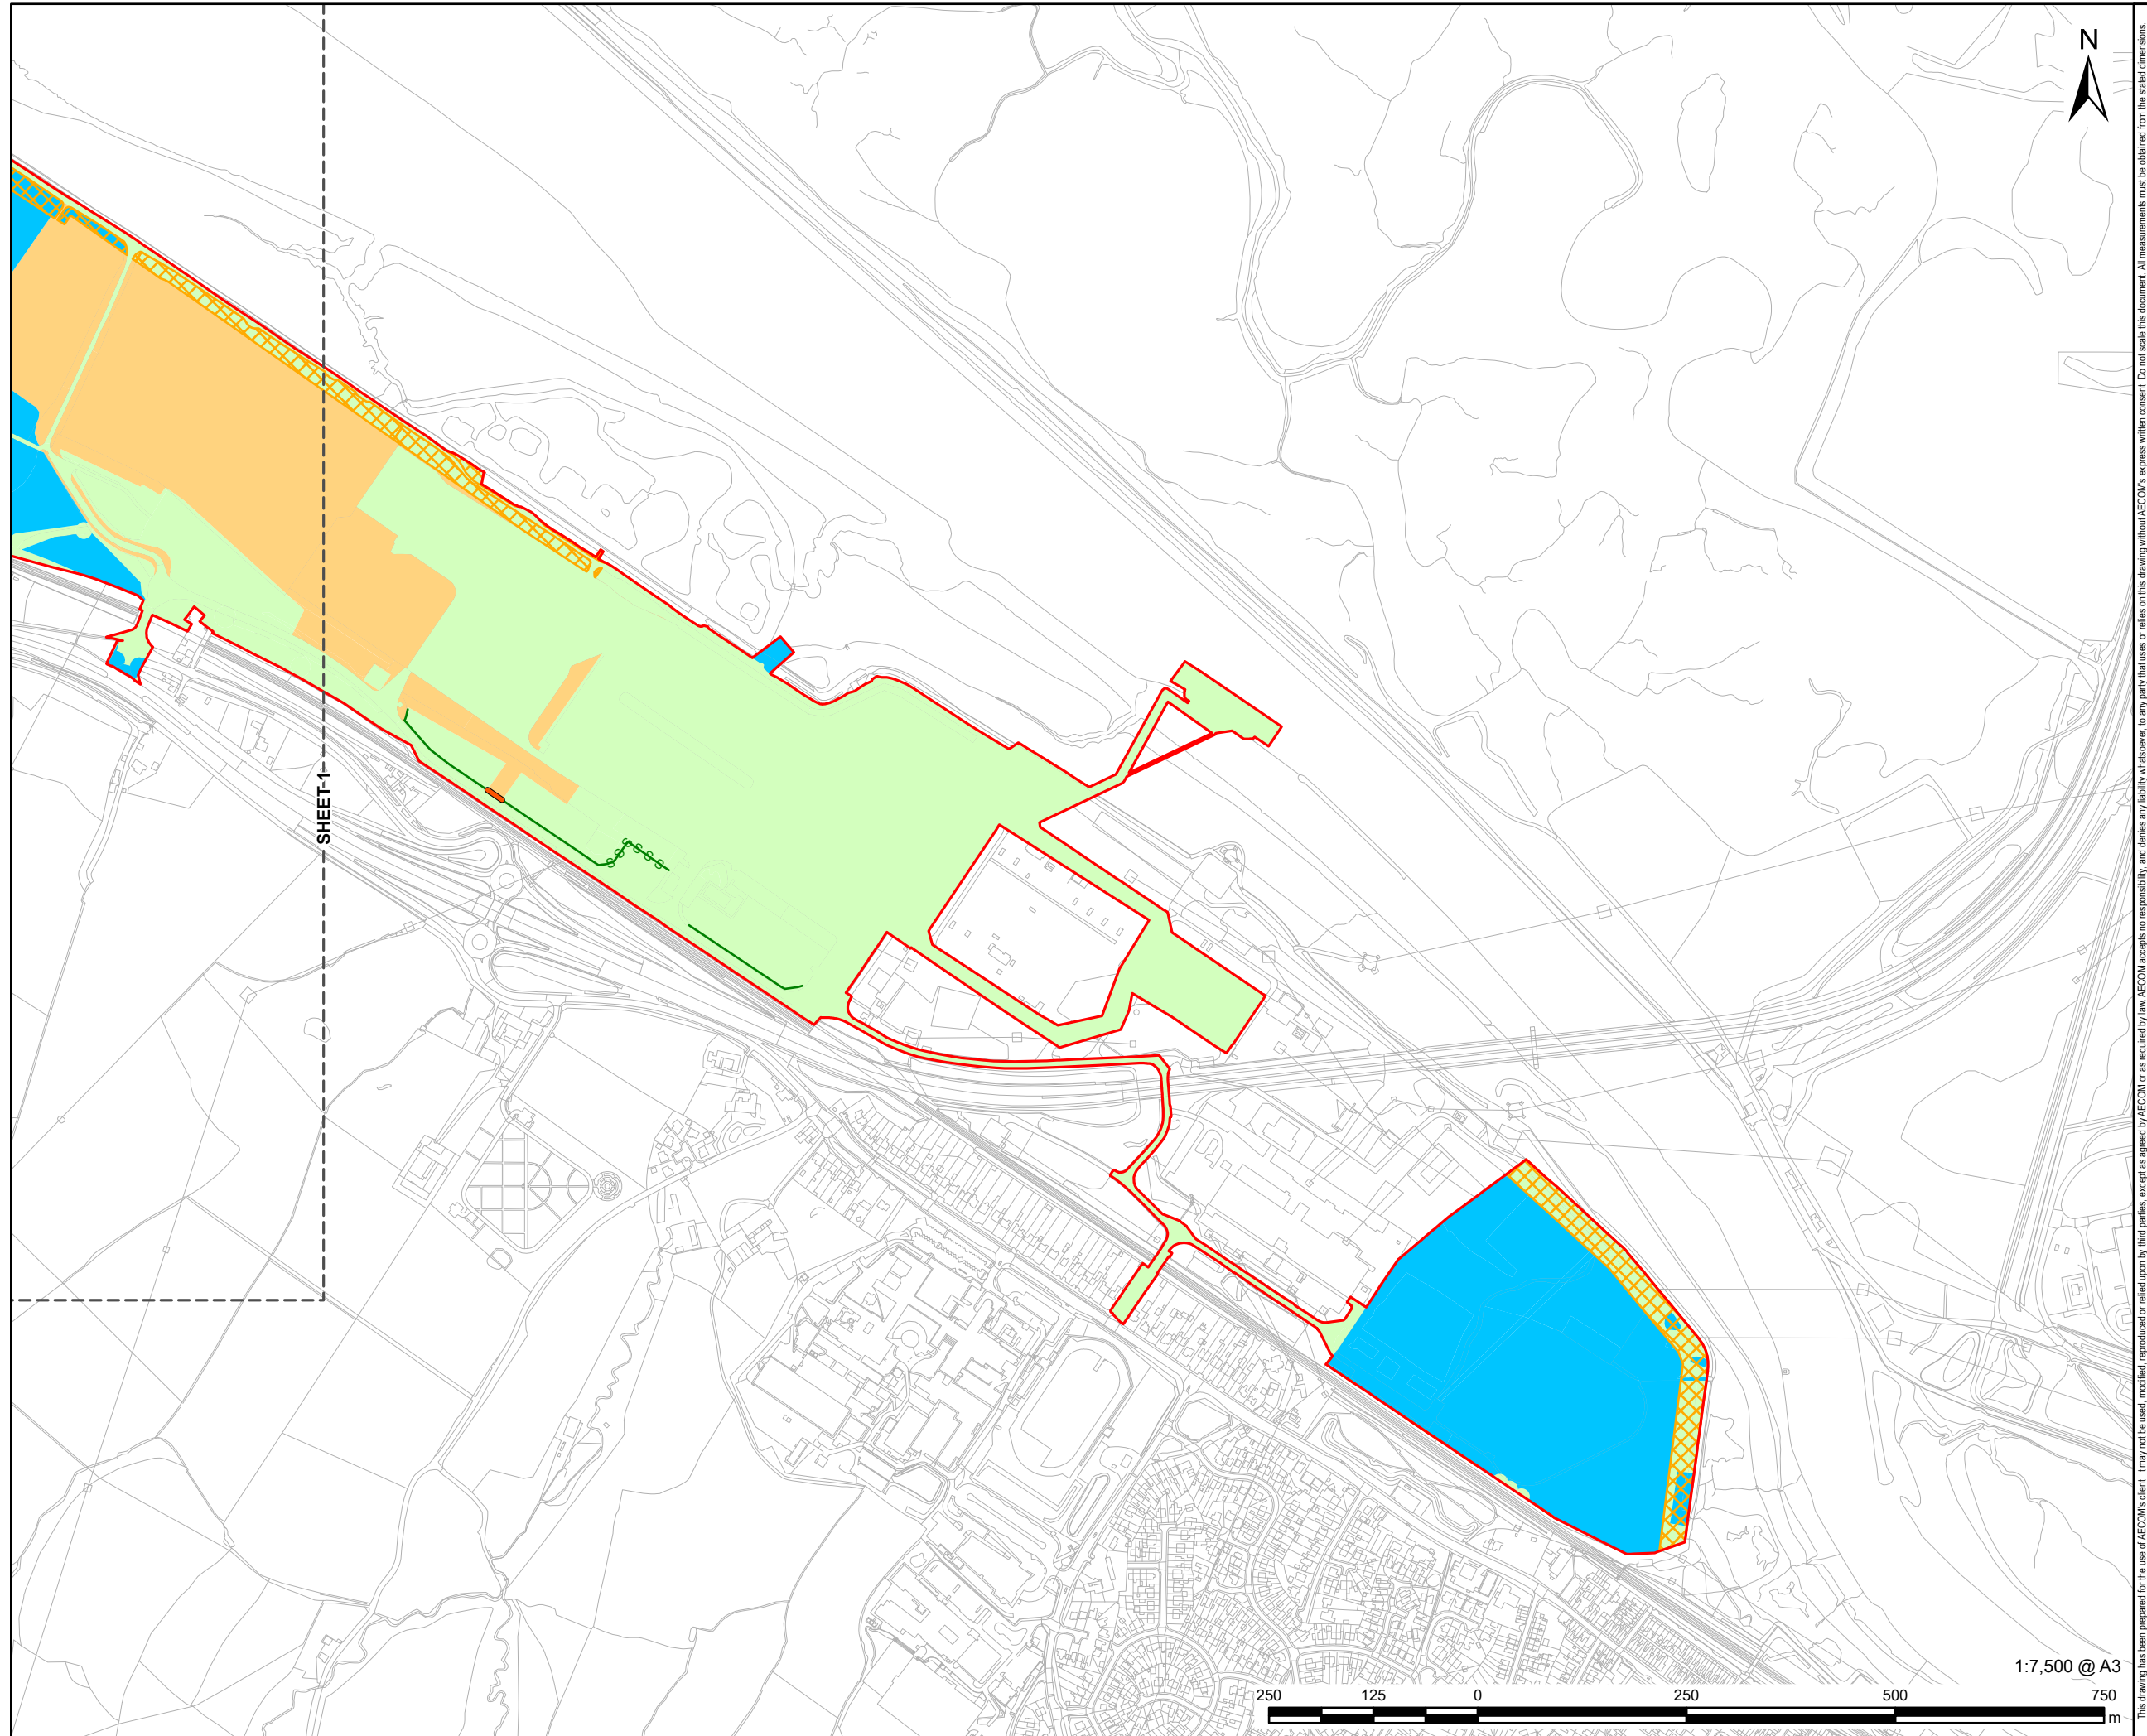 N
SHEET-1
1:7,500 @ A3
250 125 0 250 500 750
m
This drawing has been prepared for the use of AECOM's client. It may not be used, modified, reproduced or relied upon by third parties, except as agreed by AECOM or as required by law. AECOM accepts no responsibility, and denies any liability whatsoever, to any party that uses or relies on this drawing without AECOM's express written consent. Do not scale this document. All measurements must be obtained from the stated dimensions.